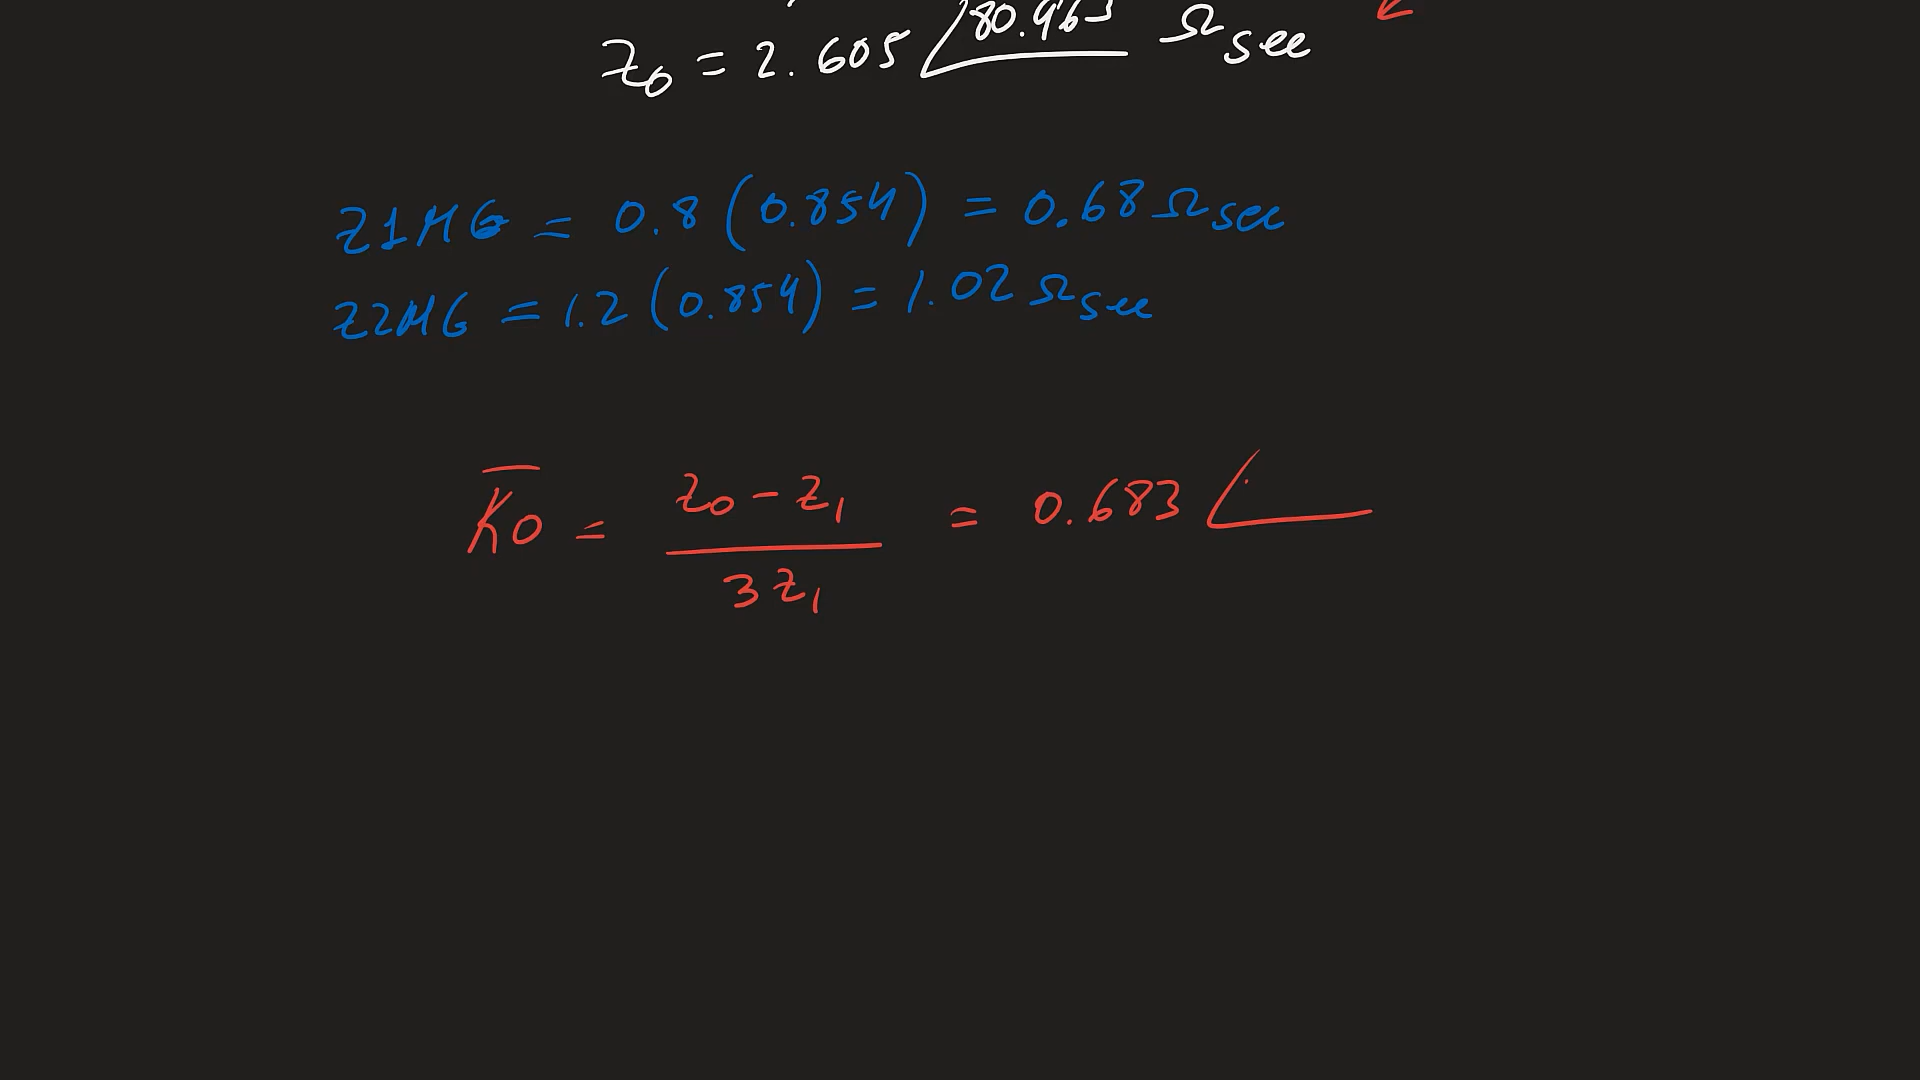 Z0 = 2.605 ∠80.963 Ωsec
Z1MG = 0.8 (0.854) = 0.68 Ωsec
Z2MG = 1.2 (0.854) = 1.02 Ωsec
K0 = Z0 - Z1 / 3Z1 = 0.683 ∠